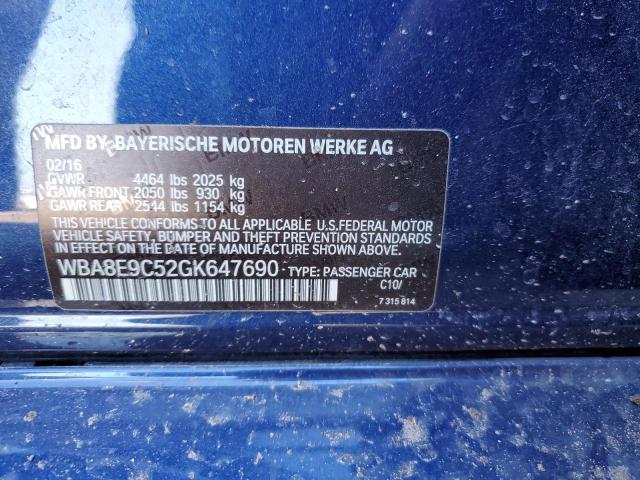 MFD BY BAYERISCHE MOTOREN WERKE AG
02/16
GVWR 4464 lbs 2025 kg
GAWR FRONT 2050 lbs 930 kg
GAWR REAR 2544 lbs 1154 kg
THIS VEHICLE CONFORMS TO ALL APPLICABLE U.S.FEDERAL MOTOR
VEHICLE SAFETY, BUMPER AND THEFT PREVENTION STANDARDS
IN EFFECT ON THE DATE OF MANUFACTURE SHOWN ABOVE.
WBA8E9C52GK647690 TYPE: PASSENGER CAR
C10/
7 315 814